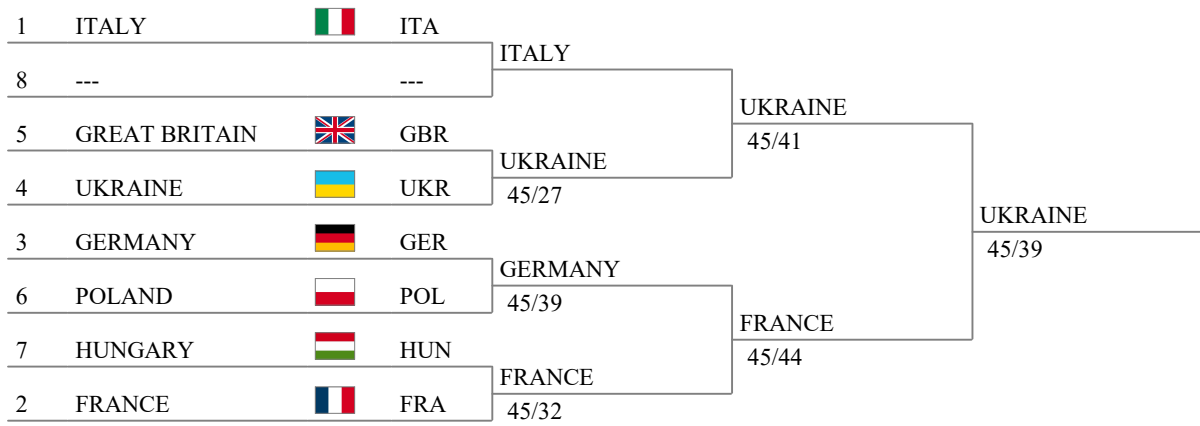 1 ITALY ITA
ITALY
8 --- ---
UKRAINE
45/41
5 GREAT BRITAIN GBR
UKRAINE
45/27
4 UKRAINE UKR
UKRAINE
45/39
3 GERMANY GER
GERMANY
45/39
6 POLAND POL
FRANCE
45/44
7 HUNGARY HUN
FRANCE
45/32
2 FRANCE FRA